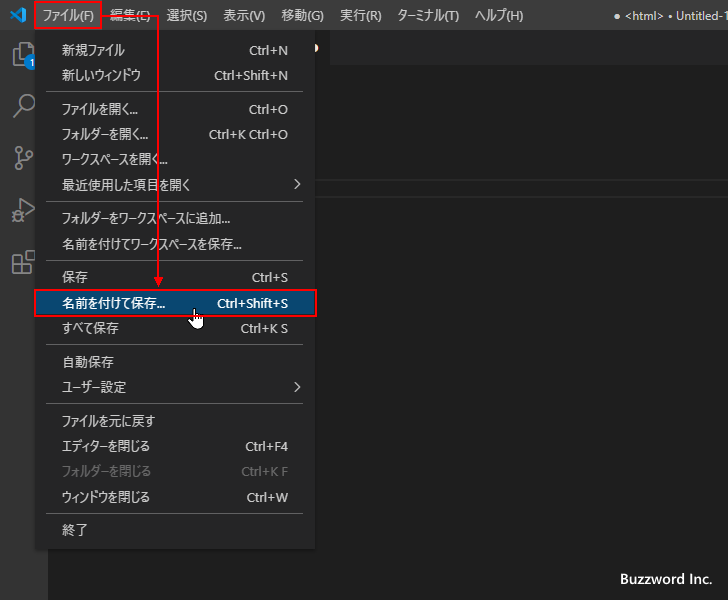 ファイル(F) 編集(E) 選択(S) 表示(V) 移動(G) 実行(R) ターミナル(T) ヘルプ(H) ● <html> • Untitled-1
1
新規ファイル Ctrl+N
新しいウィンドウ Ctrl+Shift+N
ファイルを開く... Ctrl+O
フォルダーを開く... Ctrl+K Ctrl+O
ワークスペースを開く...
最近使用した項目を開く
フォルダーをワークスペースに追加...
名前を付けてワークスペースを保存...
保存 Ctrl+S
名前を付けて保存... Ctrl+Shift+S
すべて保存 Ctrl+K S
自動保存
ユーザー設定
ファイルを元に戻す
エディターを閉じる Ctrl+F4
フォルダーを閉じる Ctrl+K F
ウィンドウを閉じる Ctrl+W
終了
Buzzword Inc.